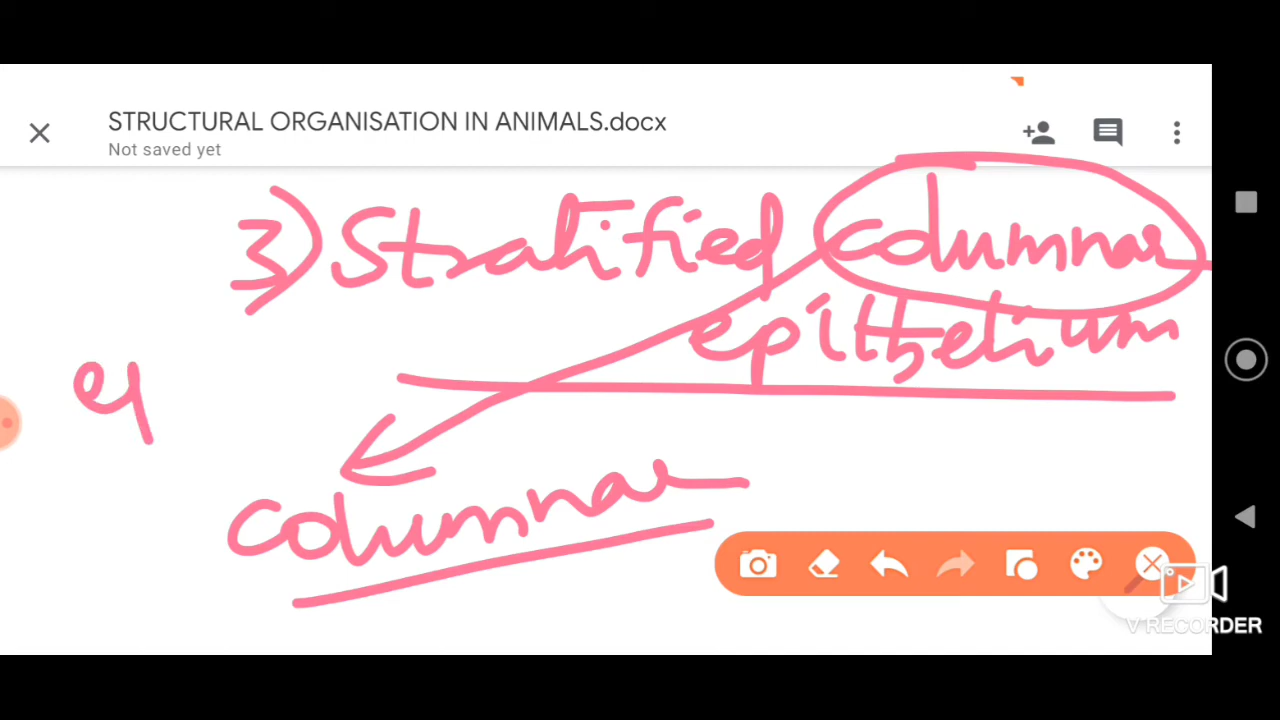 STRUCTURAL ORGANISATION IN ANIMALS.docx
Not saved yet
3) Stratified columnar
epithelium
columnar
V RECORDER